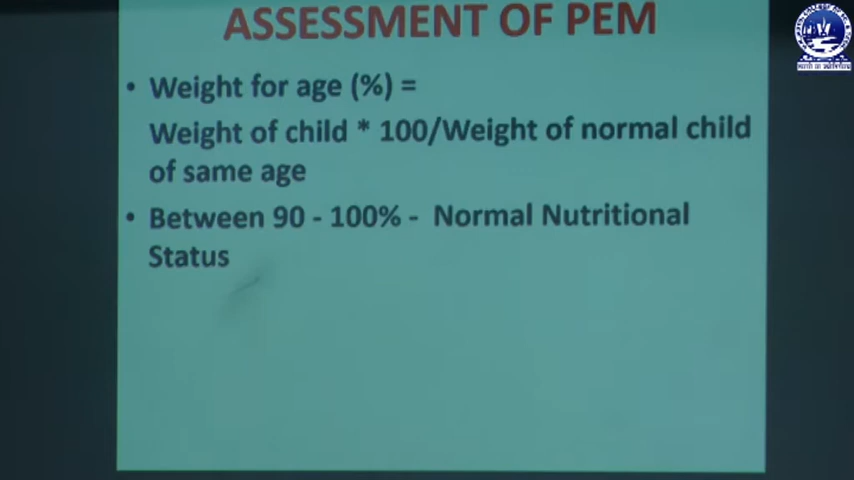 ASSESSMENT OF PEM
• Weight for age (%) =
Weight of child * 100/Weight of normal child
of same age
• Between 90 - 100% - Normal Nutritional
Status